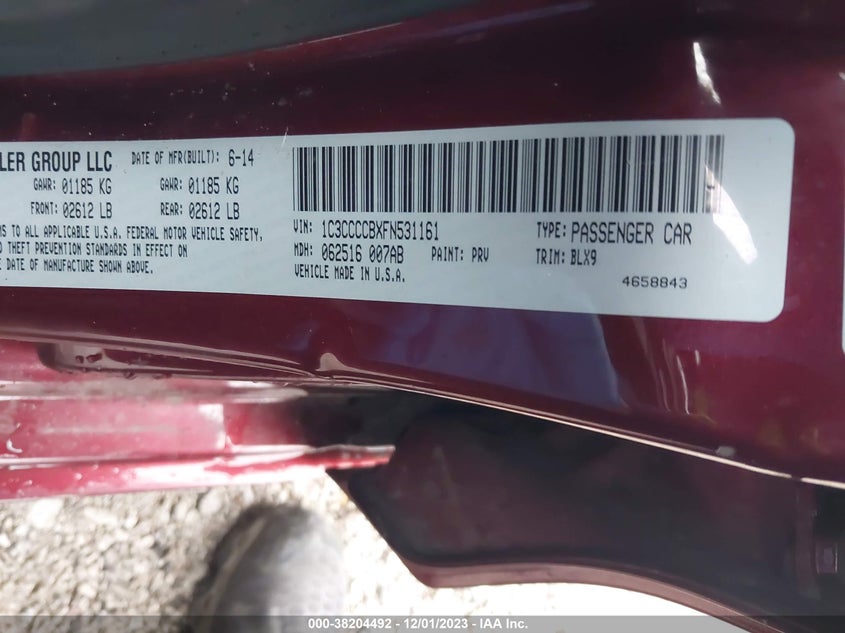 LER GROUP LLC DATE OF MFR(BUILT): 6-14
GAWR: 01185 KG GAWR: 01185 KG
FRONT: 02612 LB REAR: 02612 LB
MS TO ALL APPLICABLE U.S.A. FEDERAL MOTOR VEHICLE SAFETY,
D THEFT PREVENTION STANDARDS IN EFFECT ON
E DATE OF MANUFACTURE SHOWN ABOVE.
VIN: 1C3CCCCBXFN531161 TYPE: PASSENGER CAR
MDH: 062516 007AB PAINT: PRV TRIM: BLX9
VEHICLE MADE IN U.S.A. 4658843
000-38204492 - 12/01/2023 - IAA Inc.